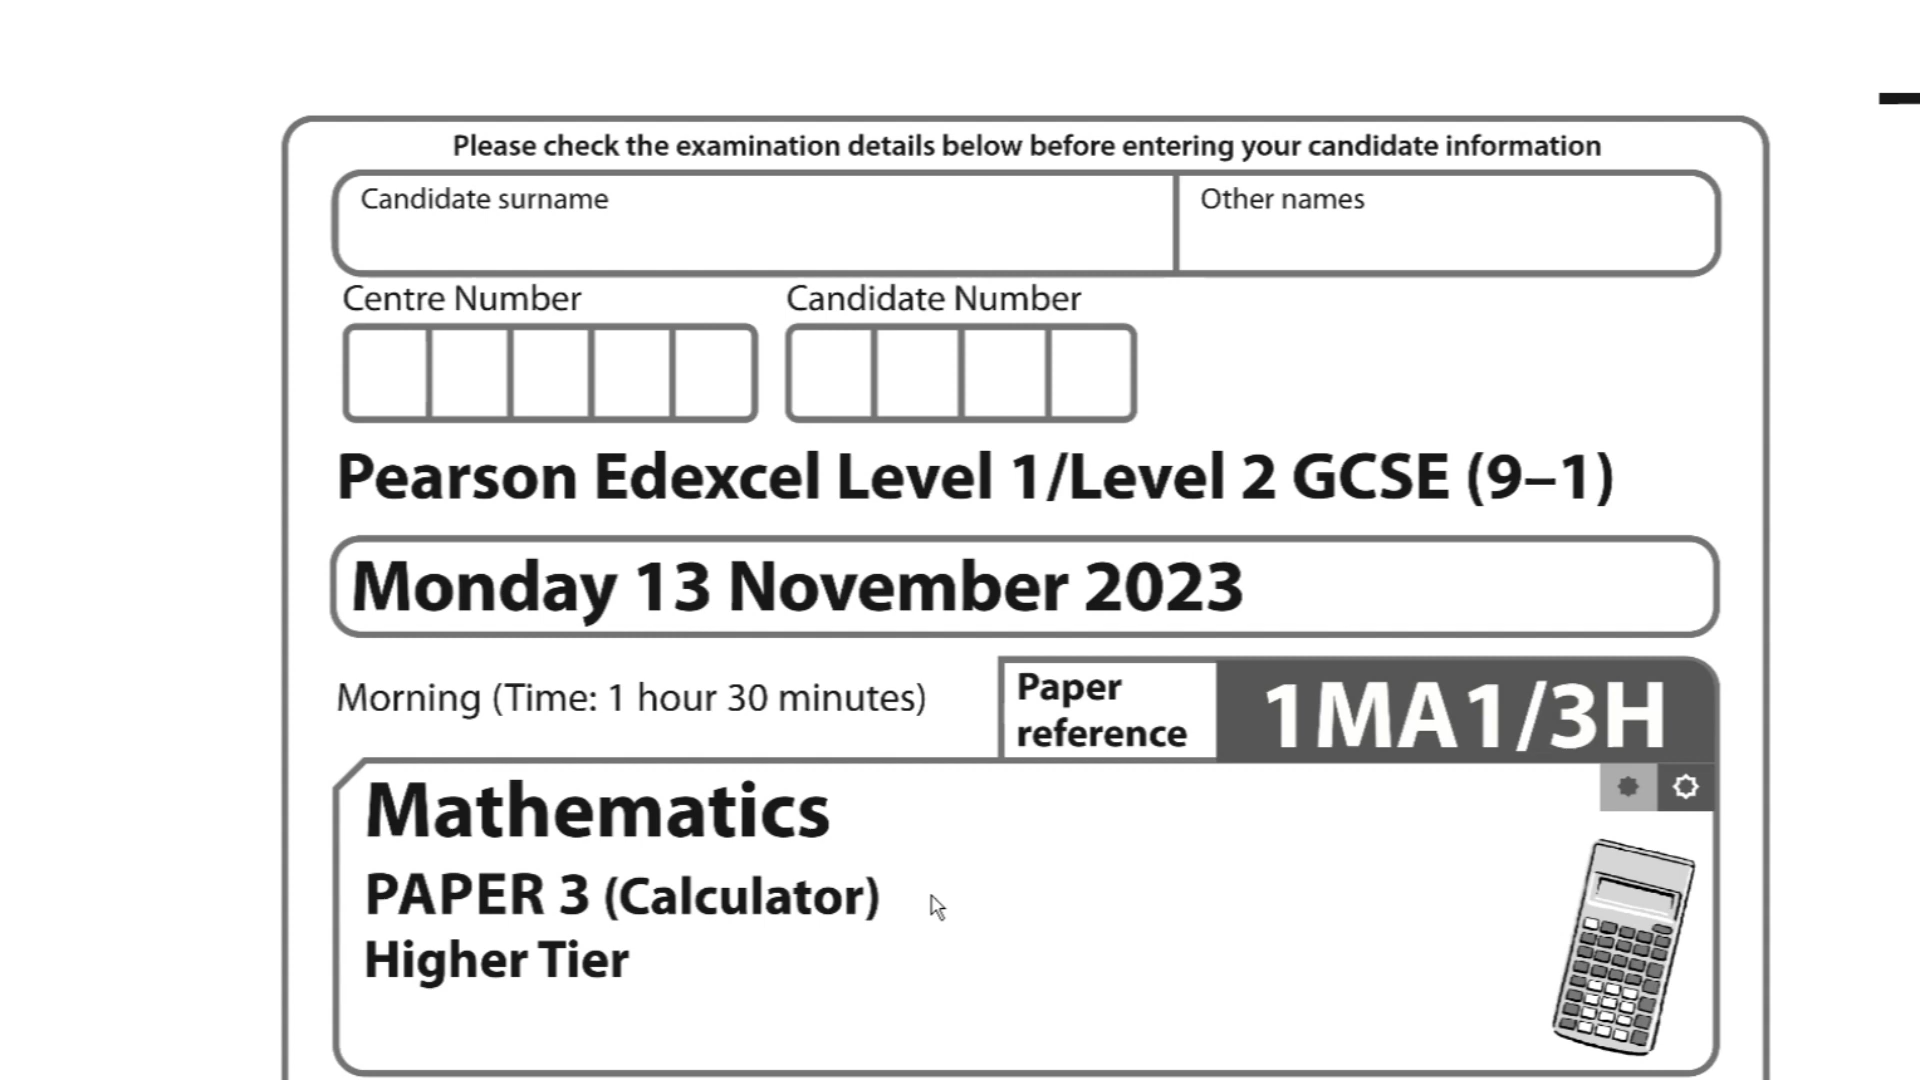 Please check the examination details below before entering your candidate information
Candidate surname
Other names
Centre Number
Candidate Number
Pearson Edexcel Level 1/Level 2 GCSE (9–1)
Monday 13 November 2023
Morning (Time: 1 hour 30 minutes)
Paper
reference
1MA1/3H
Mathematics
PAPER 3 (Calculator)
Higher Tier